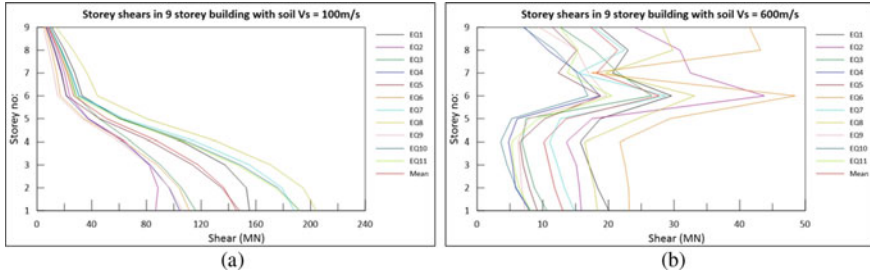 Storey shears in 9 storey building with soil Vs = 100m/s
Storey no:
9
8
7
6
5
4
3
2
1
0
40
80
120
160
200
240
Shear (MN)
EQ1
EQ2
EQ3
EQ4
EQ5
EQ6
EQ7
EQ8
EQ9
EQ10
EQ11
Mean
(a)
Storey shears in 9 storey building with soil Vs = 600m/s
Storey no:
9
8
7
6
5
4
3
2
1
0
10
20
30
40
50
Shear (MN)
EQ1
EQ2
EQ3
EQ4
EQ5
EQ6
EQ7
EQ8
EQ9
EQ10
EQ11
Mean
(b)